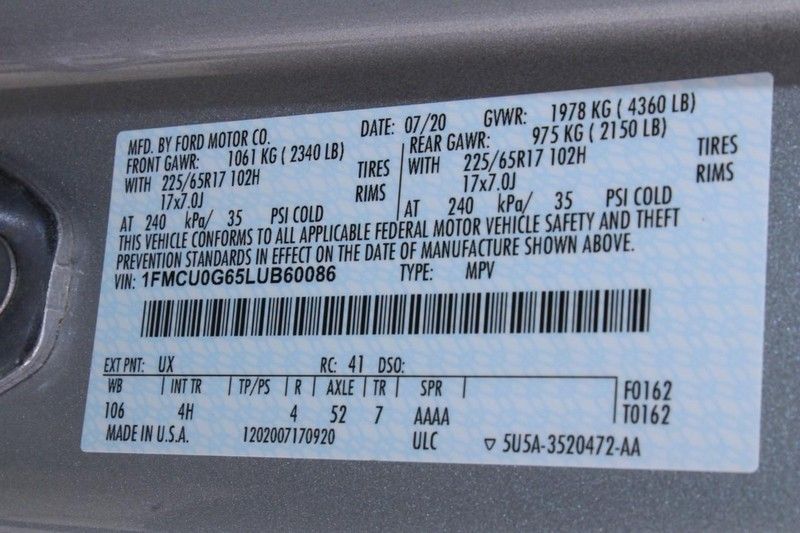 MFD. BY FORD MOTOR CO. DATE: 07/20 GVWR: 1978 KG ( 4360 LB)
FRONT GAWR: 1061 KG ( 2340 LB) REAR GAWR: 975 KG ( 2150 LB)
WITH 225/65R17 102H TIRES WITH 225/65R17 102H TIRES
17x7.0J RIMS 17x7.0J RIMS
AT 240 kPa/ 35 PSI COLD AT 240 kPa/ 35 PSI COLD
THIS VEHICLE CONFORMS TO ALL APPLICABLE FEDERAL MOTOR VEHICLE SAFETY AND THEFT
PREVENTION STANDARDS IN EFFECT ON THE DATE OF MANUFACTURE SHOWN ABOVE.
VIN: 1FMCU0G65LUB60086 TYPE: MPV
EXT PNT: UX RC: 41 DSO:
WB INT TR TP/PS R AXLE TR SPR F0162
106 4H 4 52 7 AAAA T0162
MADE IN U.S.A. 1202007170920 ULC ▽ 5U5A-3520472-AA